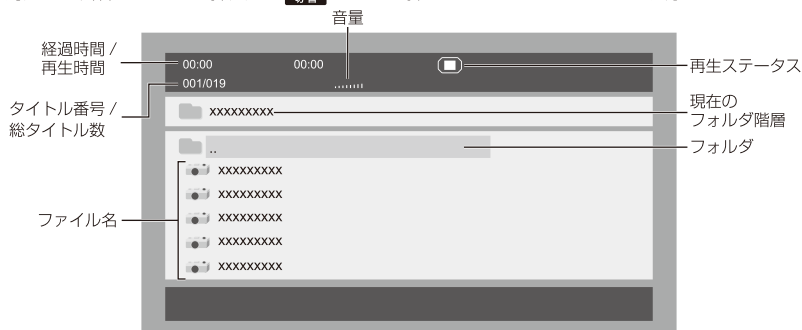 音量
経過時間 /
再生時間
00:00
00:00
再生ステータス
001/019
タイトル番号 /
総タイトル数
xxxxxxxxx
現在の
フォルダ階層
..
フォルダ
xxxxxxxxx
xxxxxxxxx
ファイル名
xxxxxxxxx
xxxxxxxxx
xxxxxxxxx